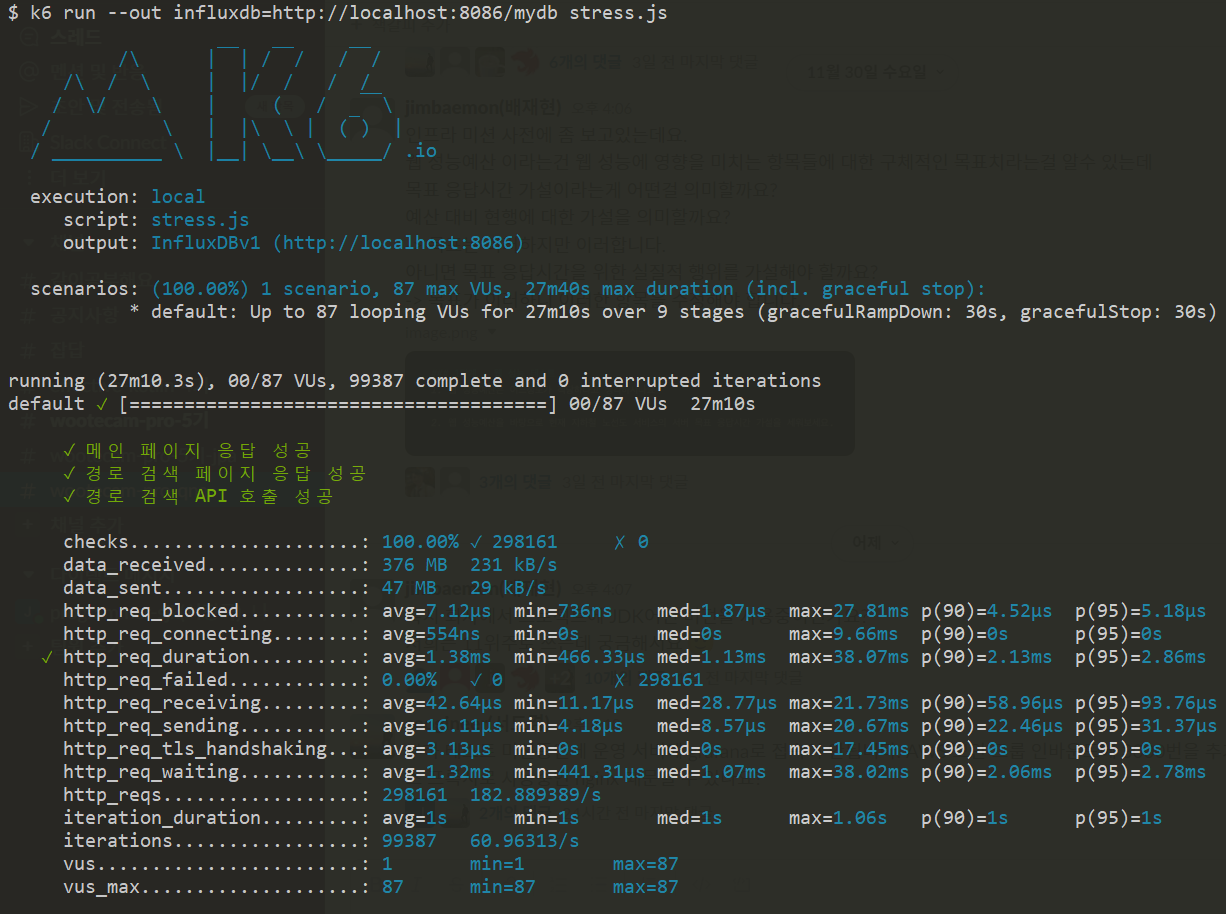 $ k6 run --out influxdb=http://localhost:8086/mydb stress.js
.io
execution: local
script: stress.js
output: InfluxDBv1 (http://localhost:8086)
scenarios: (100.00%) 1 scenario, 87 max VUs, 27m40s max duration (incl. graceful stop):
* default: Up to 87 looping VUs for 27m10s over 9 stages (gracefulRampDown: 30s, gracefulStop: 30s)
running (27m10.3s), 00/87 VUs, 99387 complete and 0 interrupted iterations
default ✓ [======================================] 00/87 VUs  27m10s
✓ 메인 페이지 응답 성공
✓ 경로 검색 페이지 응답 성공
✓ 경로 검색 API 호출 성공
checks.....................: 100.00% ✓ 298161     ✗ 0
data_received..............: 376 MB  231 kB/s
data_sent..................: 47 MB   29 kB/s
http_req_blocked...........: avg=7.12µs  min=736ns    med=1.87µs  max=27.81ms p(90)=4.52µs  p(95)=5.18µs
http_req_connecting........: avg=554ns   min=0s       med=0s      max=9.66ms  p(90)=0s      p(95)=0s
✓ http_req_duration..........: avg=1.38ms  min=466.33µs med=1.13ms  max=38.07ms p(90)=2.13ms  p(95)=2.86ms
http_req_failed............: 0.00%   ✓ 0          ✗ 298161
http_req_receiving.........: avg=42.64µs min=11.17µs  med=28.77µs max=21.73ms p(90)=58.96µs p(95)=93.76µs
http_req_sending...........: avg=16.11µs min=4.18µs   med=8.57µs  max=20.67ms p(90)=22.46µs p(95)=31.37µs
http_req_tls_handshaking...: avg=3.13µs  min=0s       med=0s      max=17.45ms p(90)=0s      p(95)=0s
http_req_waiting...........: avg=1.32ms  min=441.31µs med=1.07ms  max=38.02ms p(90)=2.06ms  p(95)=2.78ms
http_reqs..................: 298161  182.889389/s
iteration_duration.........: avg=1s      min=1s       med=1s      max=1.06s   p(90)=1s      p(95)=1s
iterations.................: 99387   60.96313/s
vus........................: 1       min=1        max=87
vus_max....................: 87      min=87       max=87